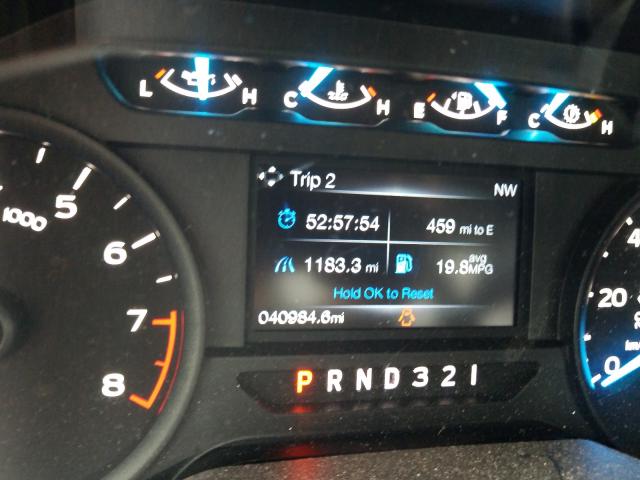 L H C H E F C H
Trip 2 NW
52:57:54 459 mi to E
1183.3 mi 19.8 avg MPG
Hold OK to Reset
040984.6mi
P R N D 3 2 1
1000
5
6
7
8
20
0